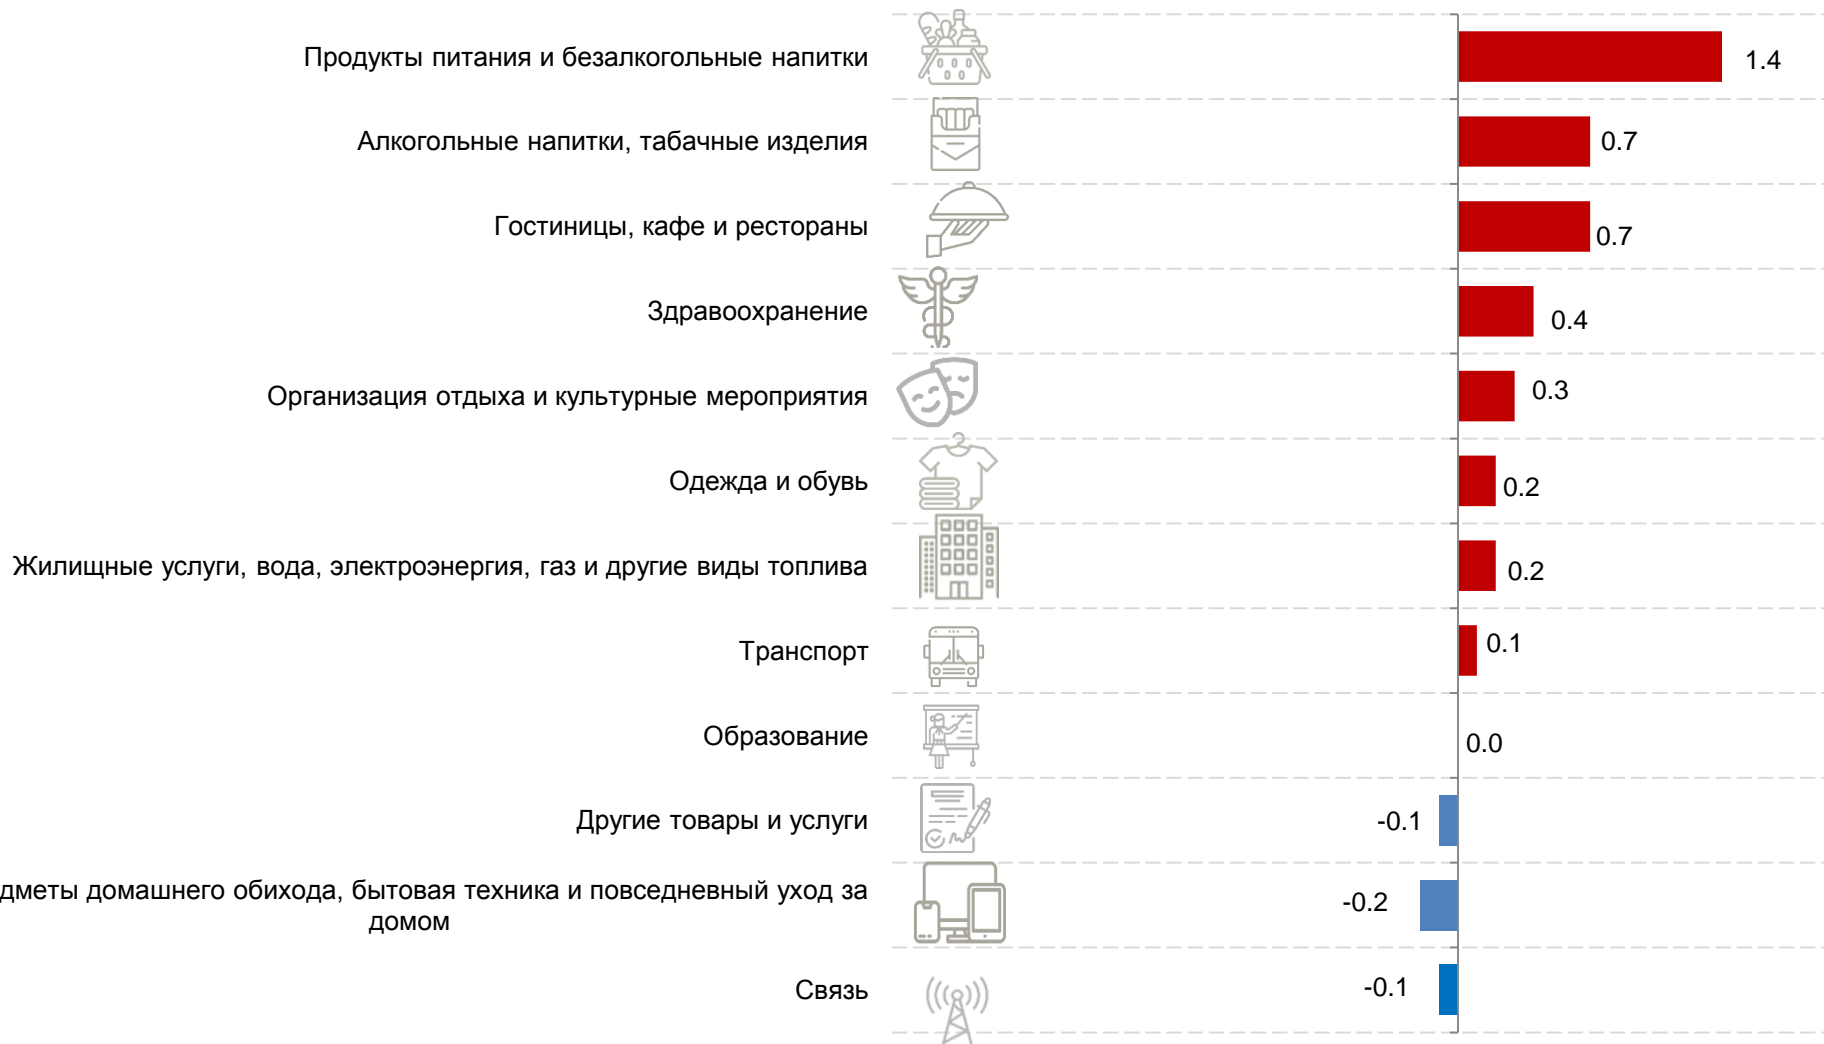 Продукты питания и безалкогольные напитки 1.4
Алкогольные напитки, табачные изделия 0.7
Гостиницы, кафе и рестораны 0.7
Здравоохранение 0.4
Организация отдыха и культурные мероприятия 0.3
Одежда и обувь 0.2
Жилищные услуги, вода, электроэнергия, газ и другие виды топлива 0.2
Транспорт 0.1
Образование 0.0
Другие товары и услуги -0.1
дметы домашнего обихода, бытовая техника и повседневный уход за
домом -0.2
Связь -0.1